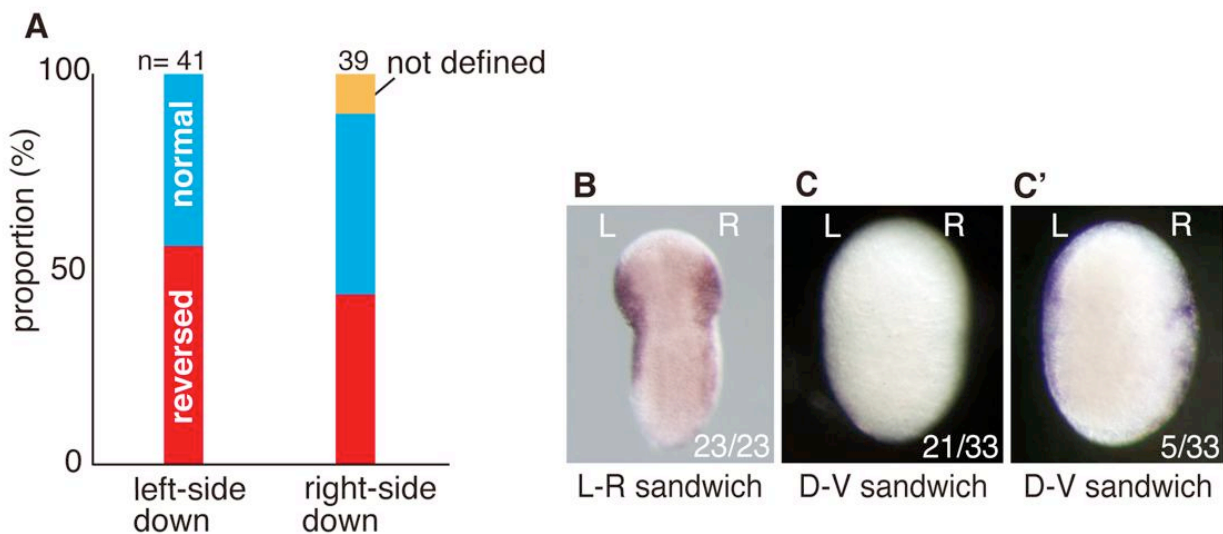 A
n= 41
39
not defined
100
50
0
proportion (%)
normal
reversed
left-side
down
right-side
down
B
L R
23/23
L-R sandwich
C
L R
21/33
D-V sandwich
C’
L R
5/33
D-V sandwich